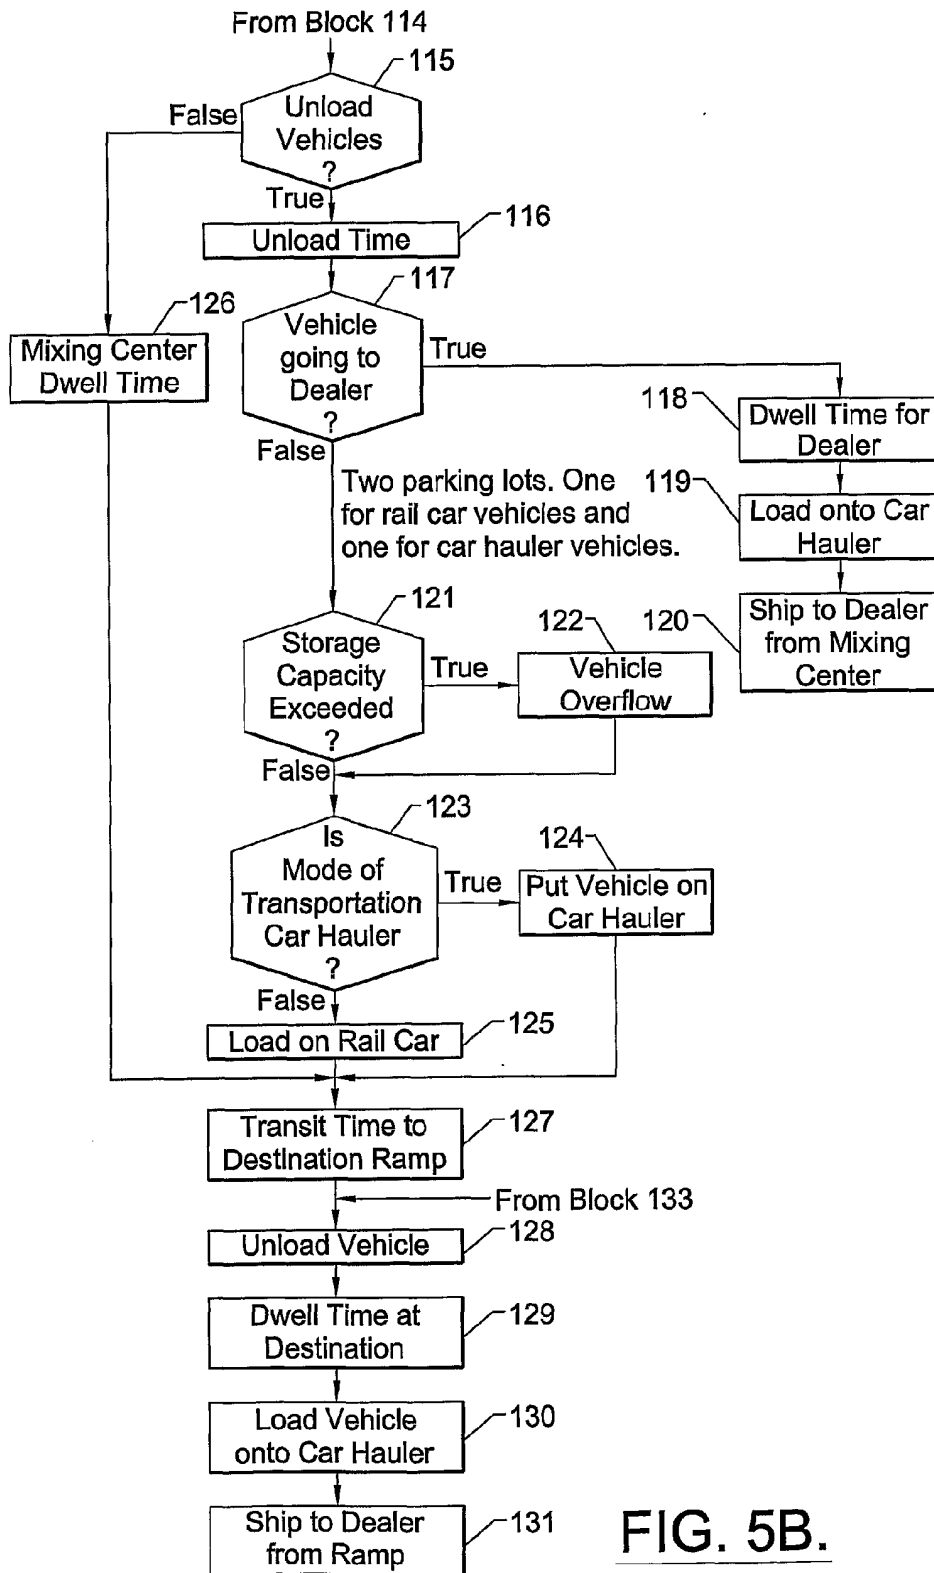 From Block 114
115
Unload
Vehicles
?
False
True
116
Unload Time
117
Vehicle
going to
Dealer
?
True
False
126
Mixing Center
Dwell Time
118
Dwell Time for
Dealer
119
Load onto Car
Hauler
120
Ship to Dealer
from Mixing
Center
Two parking lots. One
for rail car vehicles and
one for car hauler vehicles.
121
Storage
Capacity
Exceeded
?
True
False
122
Vehicle
Overflow
123
Is
Mode of
Transportation
Car Hauler
?
True
False
124
Put Vehicle on
Car Hauler
125
Load on Rail Car
127
Transit Time to
Destination Ramp
From Block 133
128
Unload Vehicle
129
Dwell Time at
Destination
130
Load Vehicle
onto Car Hauler
131
Ship to Dealer
from Ramp
FIG. 5B.